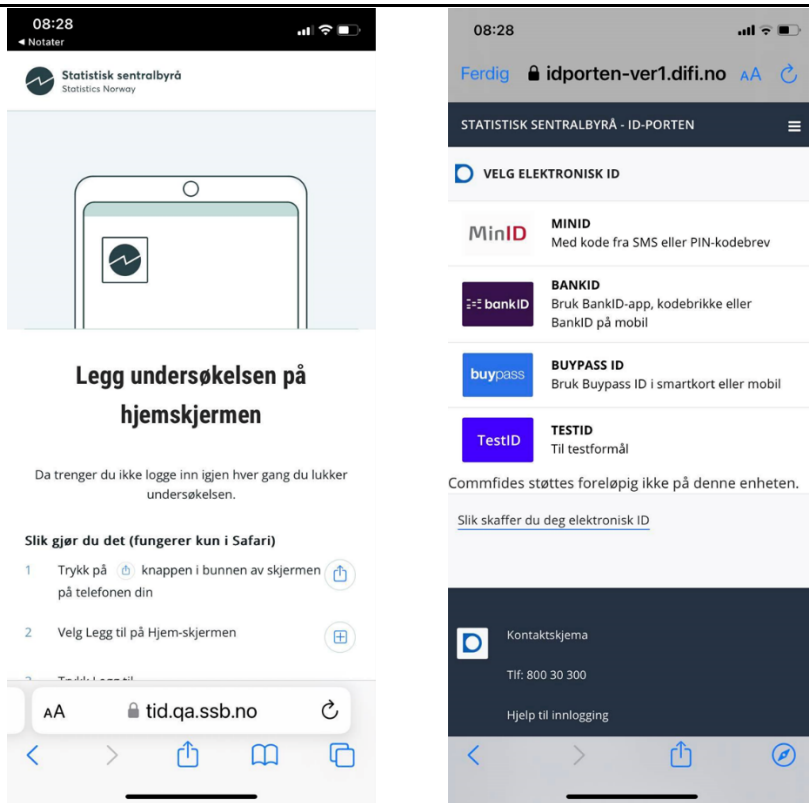 08:28
◀ Notater
Statistisk sentralbyrå
Statistics Norway
Legg undersøkelsen på
hjemskjermen
Da trenger du ikke logge inn igjen hver gang du lukker
undersøkelsen.
Slik gjør du det (fungerer kun i Safari)
1 Trykk på knappen i bunnen av skjermen
på telefonen din
2 Velg Legg til på Hjem-skjermen
AA tid.qa.ssb.no
08:28
Ferdig idporten-ver1.difi.no AA
STATISTISK SENTRALBYRÅ - ID-PORTEN
VELG ELEKTRONISK ID
MinID
MINID
Med kode fra SMS eller PIN-kodebrev
bankID
BANKID
Bruk BankID-app, kodebrikke eller
BankID på mobil
buypass
BUYPASS ID
Bruk Buypass ID i smartkort eller mobil
TestID
TESTID
Til testformål
Commfides støttes foreløpig ikke på denne enheten.
Slik skaffer du deg elektronisk ID
Kontaktskjema
Tlf: 800 30 300
Hjelp til innlogging